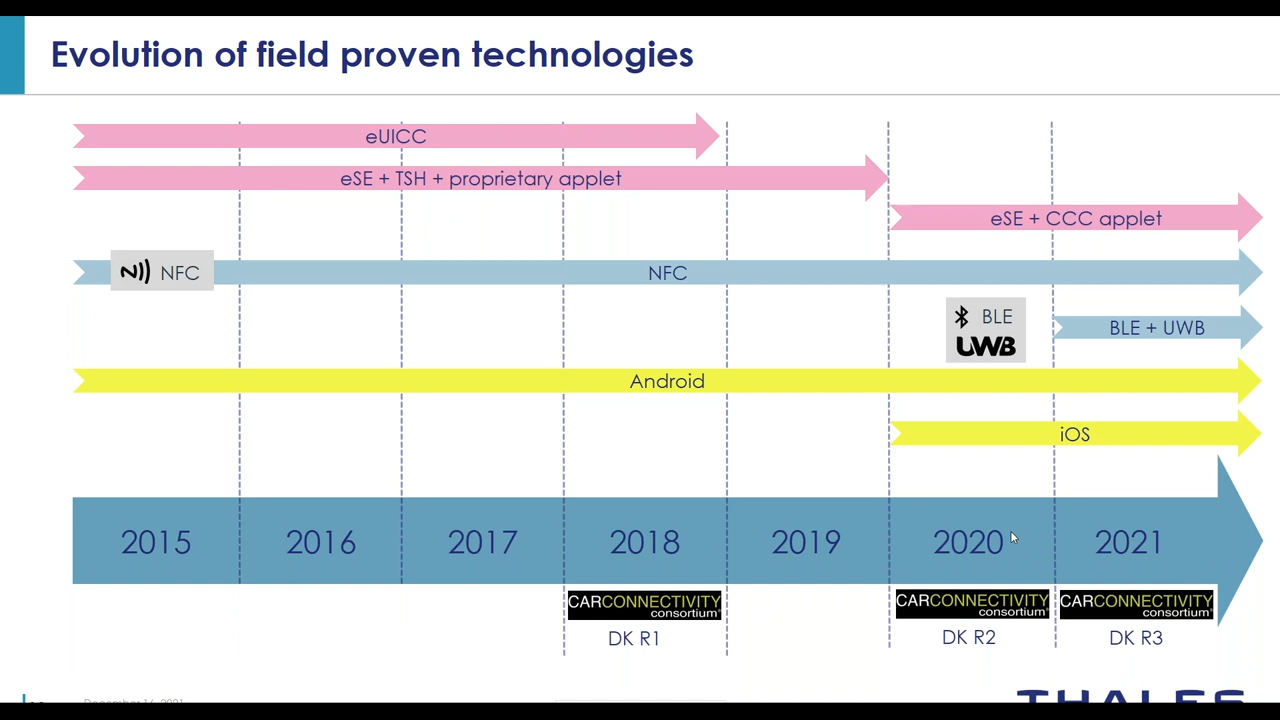 Evolution of field proven technologies
eUICC
eSE + TSH + proprietary applet
eSE + CCC applet
NFC
NFC
BLE
UWB
BLE + UWB
Android
iOS
2015
2016
2017
2018
2019
2020
2021
CARCONNECTIVITY
consortium®
CARCONNECTIVITY
consortium®
CARCONNECTIVITY
consortium®
DK R1
DK R2
DK R3
THALES